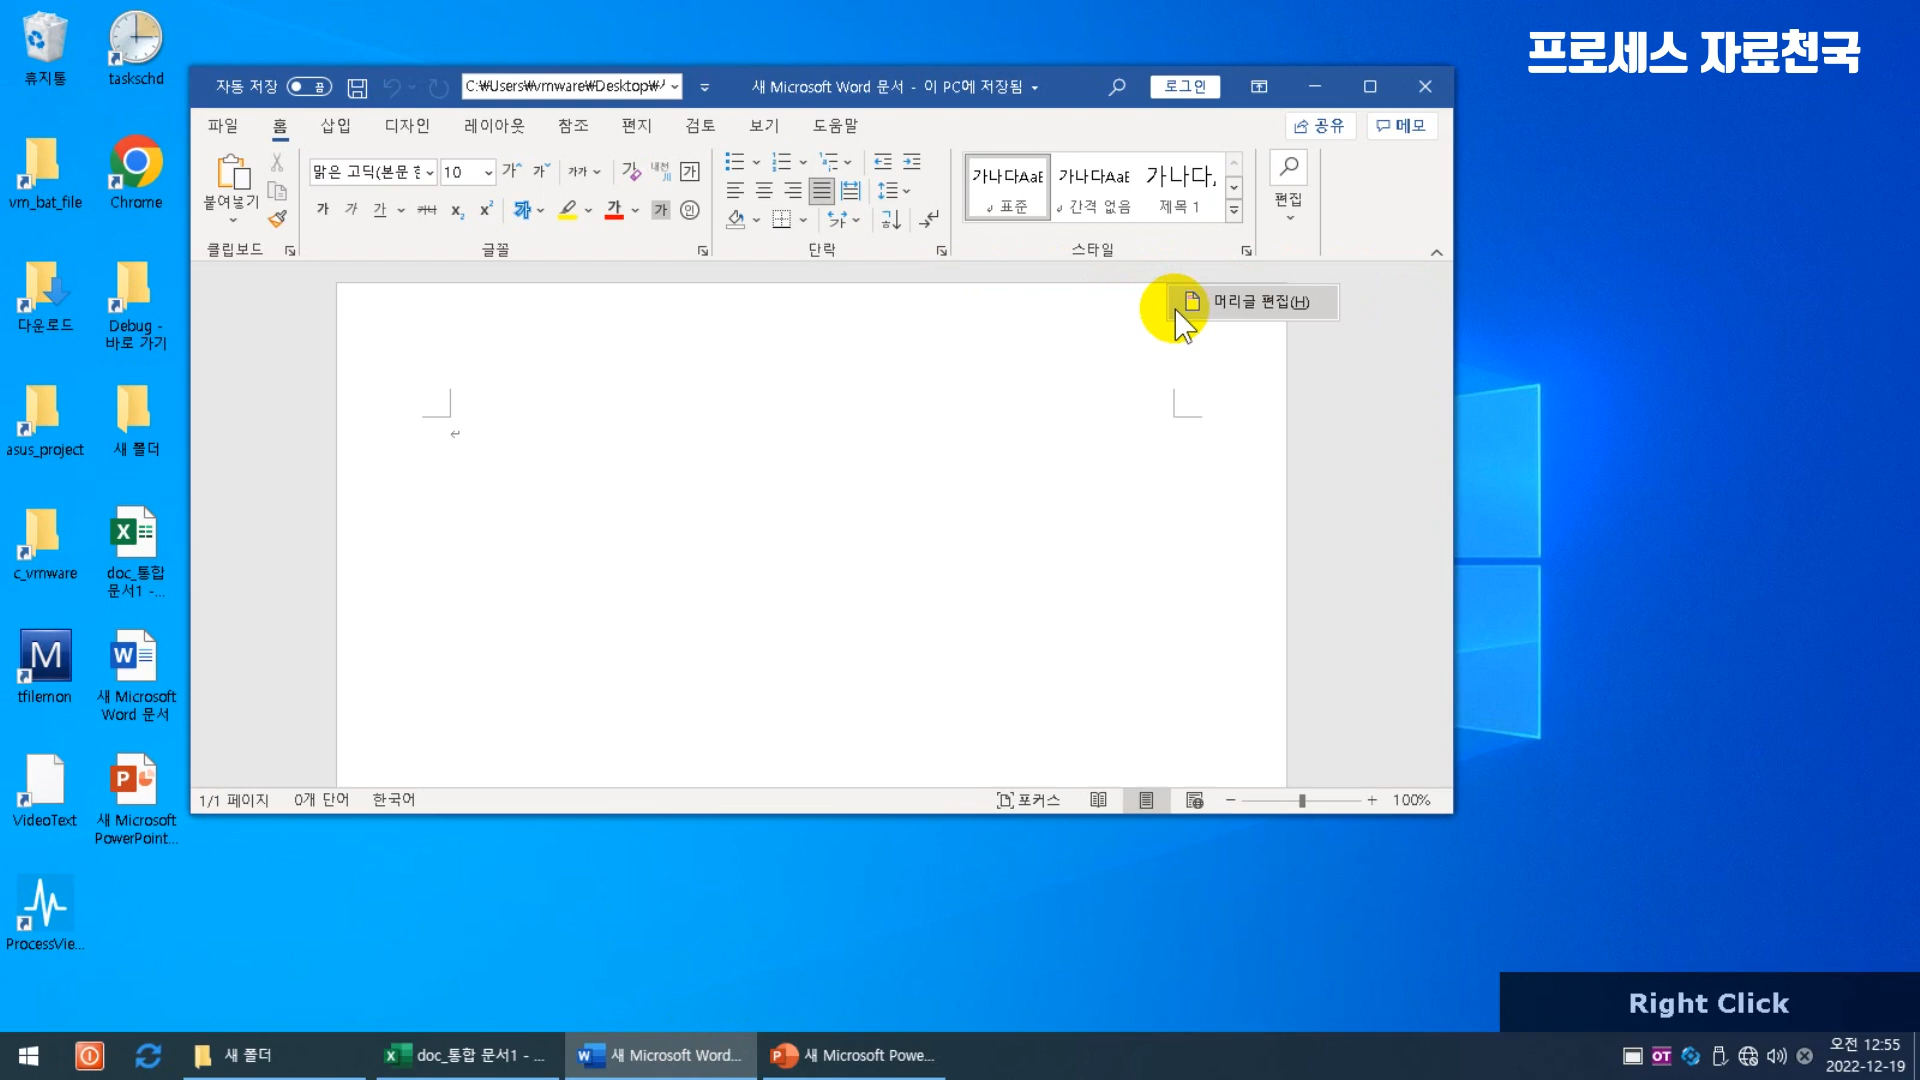 프로세스 자료천국
휴지통
taskschd
vm_bat_file
Chrome
다운로드
Debug -
바로 가기
asus_project
새 폴더
c_vmware
doc_통합
문서1 -...
tfilemon
새 Microsoft
Word 문서
VideoText
새 Microsoft
PowerPoint...
ProcessVie...
자동 저장 끔
C:₩Users₩vmware₩Desktop₩
새 Microsoft Word 문서 - 이 PC에 저장됨
로그인
파일 홈 삽입 디자인 레이아웃 참조 편지 검토 보기 도움말
공유 메모
붙여넣기
클립보드
맑은 고딕(본문 한 10
글꼴
단락
가나다AaE 가나다AaE 가나다,
표준 간격 없음 제목 1
스타일
편집
머리글 편집(H)
1/1 페이지 0개 단어 한국어
포커스
100%
Right Click
새 폴더
doc_통합 문서1 - ...
새 Microsoft Word...
새 Microsoft Powe...
OT
오전 12:55
2022-12-19